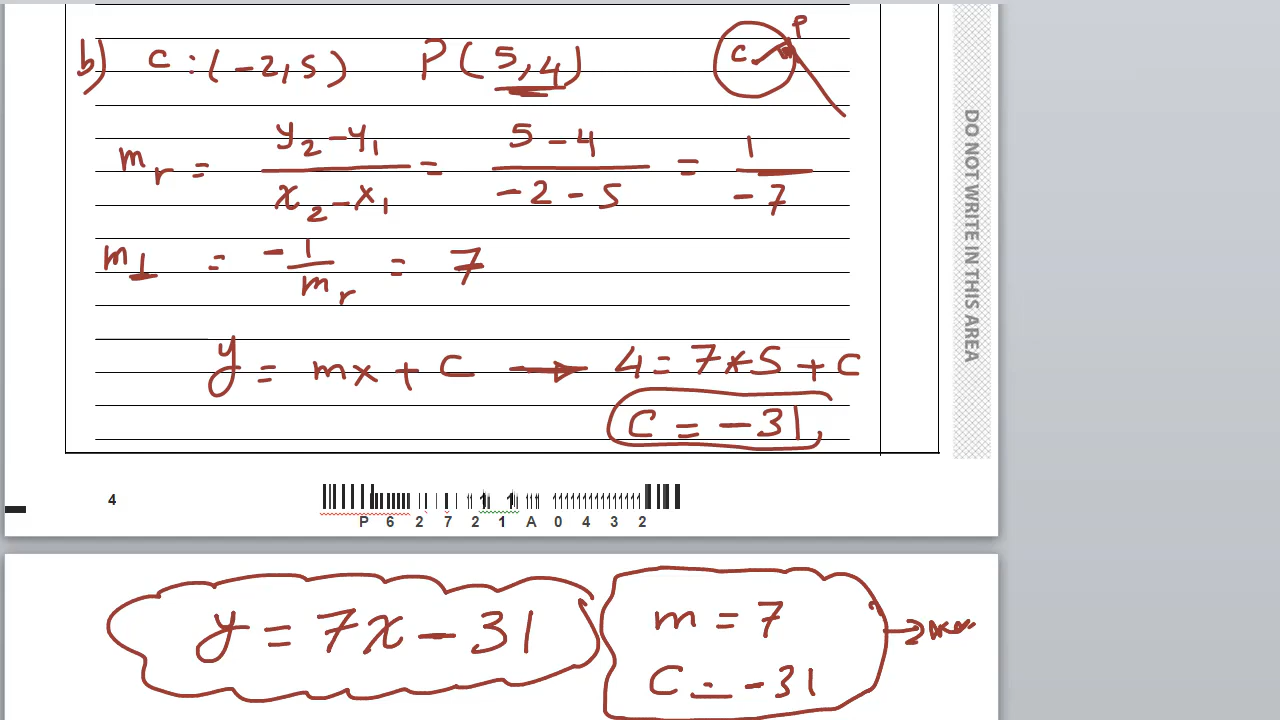 b) C : (-2, 5) P (5, 4)
C P
m_r = (y_2 - y_1)/(x_2 - x_1) = (5 - 4)/(-2 - 5) = 1/(-7)
m_⊥ = -1/m_r = 7
y = mx + C → 4 = 7*5 + C
C = -31
DO NOT WRITE IN THIS AREA
4
P 6 2 7 2 1 A 0 4 3 2
y = 7x - 31
m = 7
C = -31